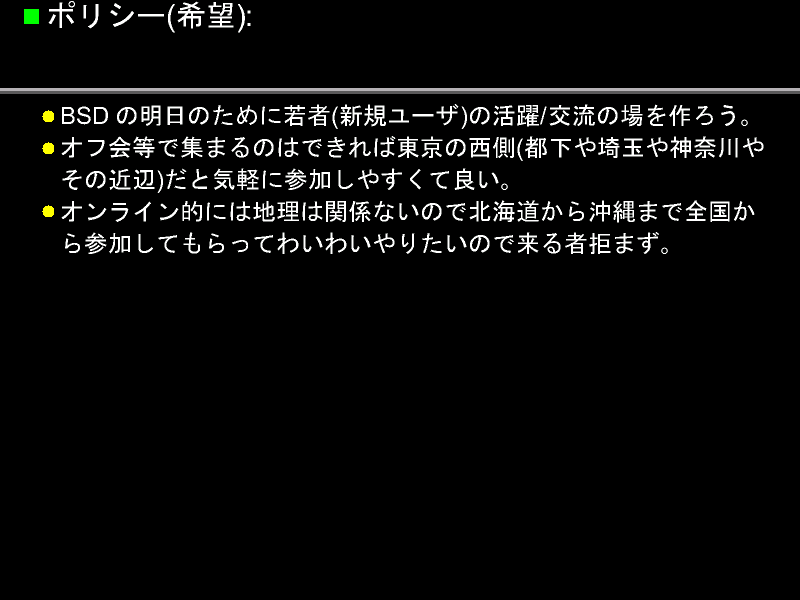 ポリシー(希望):
BSD の明日のために若者(新規ユーザ)の活躍/交流の場を作ろう。
オフ会等で集まるのはできれば東京の西側(都下や埼玉や神奈川や
その近辺)だと気軽に参加しやすくて良い。
オンライン的には地理は関係ないので北海道から沖縄まで全国か
ら参加してもらってわいわいやりたいので来る者拒まず。